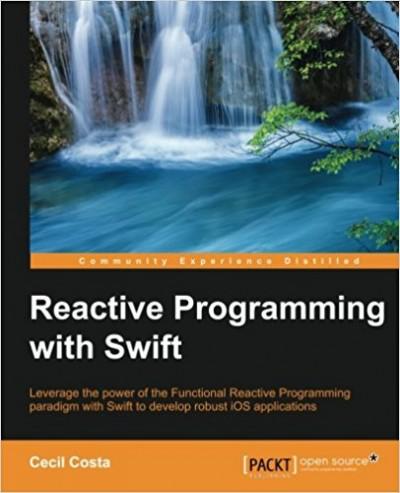 Community Experience Distilled
Reactive Programming
with Swift
Leverage the power of the Functional Reactive Programming
paradigm with Swift to develop robust iOS applications
Cecil Costa
[PACKT] open source*
PUBLISHING